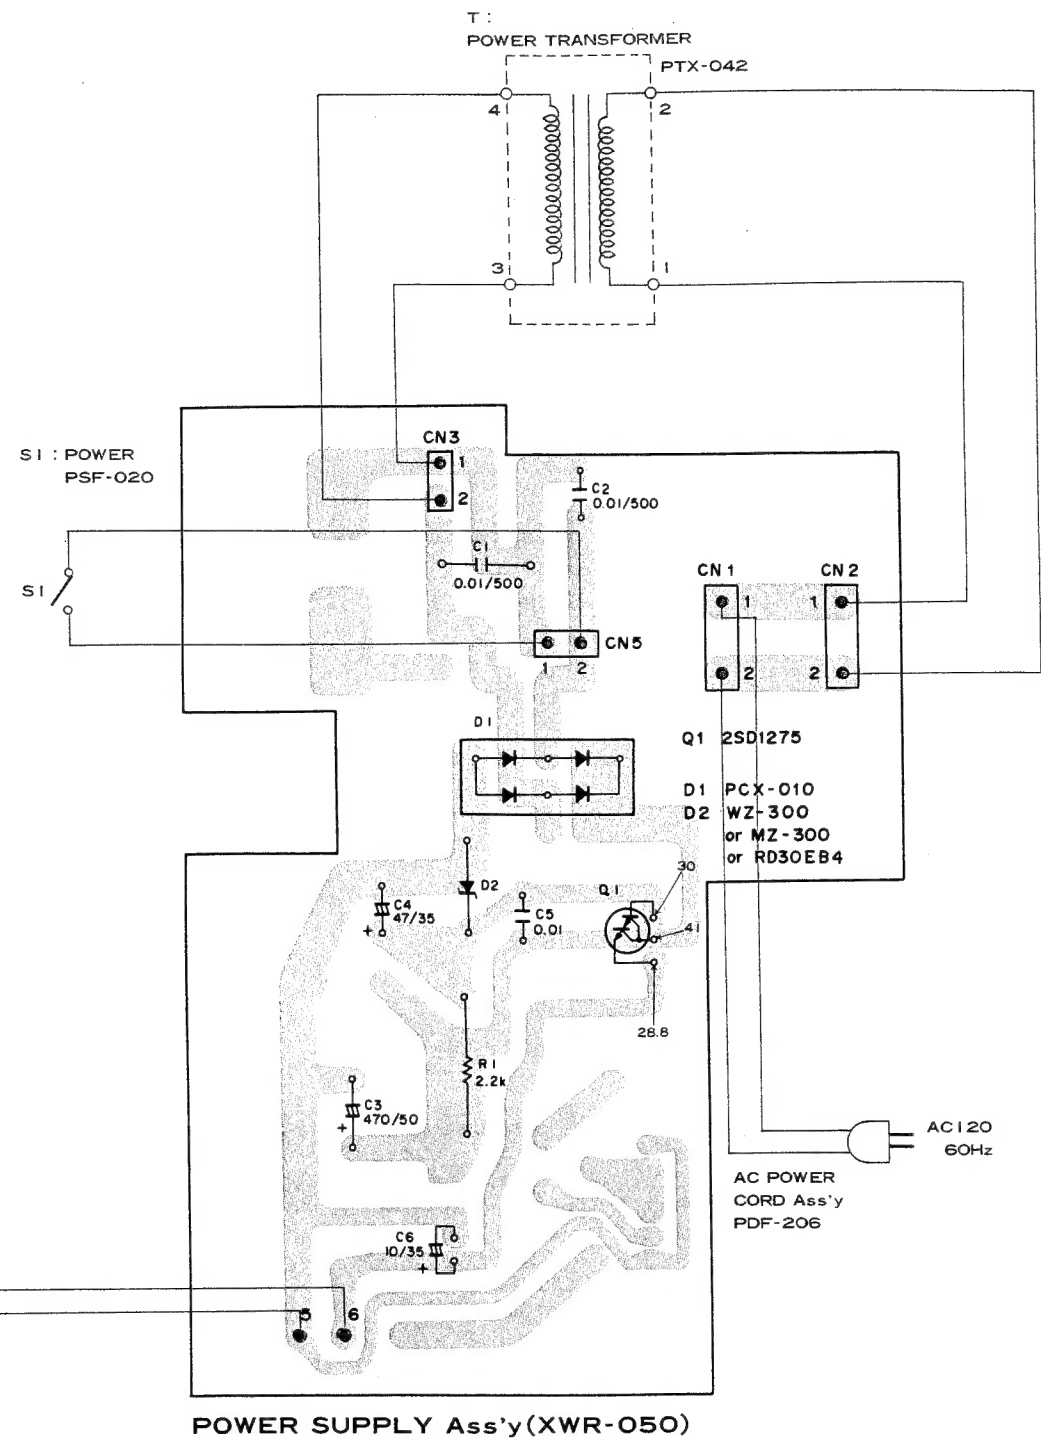 T :
POWER TRANSFORMER
PTX-042
4
2
3
1
CN3
1
2
S1 : POWER
PSF-020
C2
0.01/500
C1
0.01/500
S1
CN5
1 2
CN1
CN2
1 1
2 2
D1
Q1 2SD1275
D1 PCX-010
D2 WZ-300
or MZ-300
or RD30EB4
30
D2
Q1
C4
47/35
+
C5
0.01
41
28.8
R1
2.2k
C3
470/50
+
AC120
60Hz
AC POWER
CORD Ass'y
PDF-206
C6
10/35
+
5 6
POWER SUPPLY Ass'y (XWR-050)